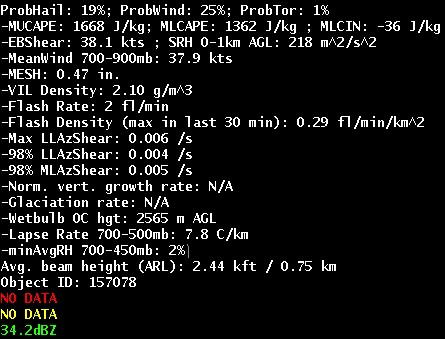 ProbHail: 19%; ProbWind: 25%; ProbTor: 1%
-MUCAPE: 1668 J/kg; MLCAPE: 1362 J/kg ; MLCIN: -36 J/kg
-EBShear: 38.1 kts ; SRH 0-1km AGL: 218 m^2/s^2
-MeanWind 700-900mb: 37.9 kts
-MESH: 0.47 in.
-VIL Density: 2.10 g/m^3
-Flash Rate: 2 fl/min
-Flash Density (max in last 30 min): 0.29 fl/min/km^2
-Max LLAzShear: 0.006 /s
-98% LLAzShear: 0.004 /s
-98% MLAzShear: 0.005 /s
-Norm. vert. growth rate: N/A
-Glaciation rate: N/A
-Wetbulb 0C hgt: 2565 m AGL
-Lapse Rate 700-500mb: 7.8 C/km
-minAvgRH 700-450mb: 2%
Avg. beam height (ARL): 2.44 kft / 0.75 km
Object ID: 157078
NO DATA
NO DATA
34.2dBZ